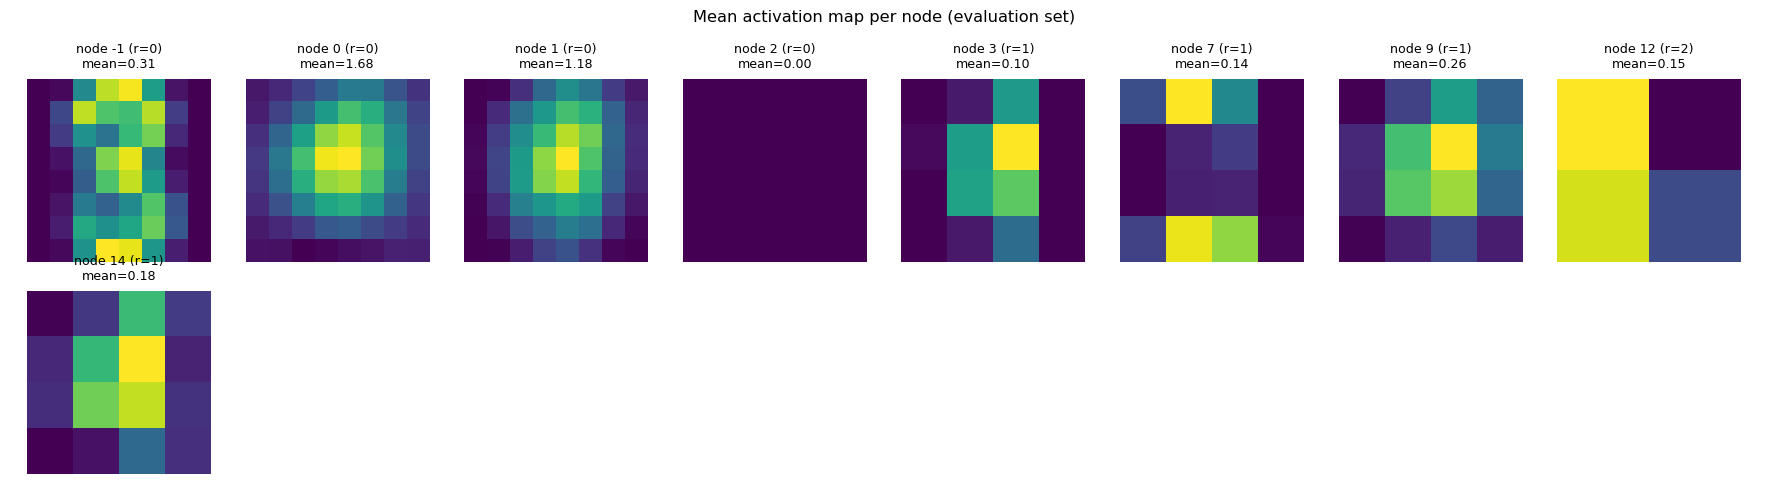 Mean activation map per node (evaluation set)
node -1 (r=0)
mean=0.31
node 0 (r=0)
mean=1.68
node 1 (r=0)
mean=1.18
node 2 (r=0)
mean=0.00
node 3 (r=1)
mean=0.10
node 7 (r=1)
mean=0.14
node 9 (r=1)
mean=0.26
node 12 (r=2)
mean=0.15
node 14 (r=1)
mean=0.18